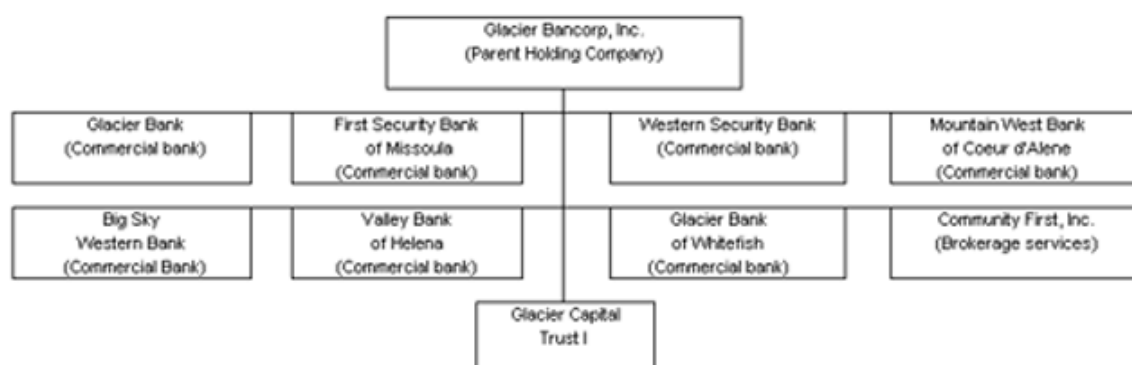 Glacier Bancorp, Inc.
(Parent Holding Company)
Glacier Bank
(Commercial bank)
First Security Bank
of Missoula
(Commercial bank)
Western Security Bank
(Commercial bank)
Mountain West Bank
of Coeur d'Alene
(Commercial bank)
Big Sky
Western Bank
(Commercial Bank)
Valley Bank
of Helena
(Commercial bank)
Glacier Bank
of Whitefish
(Commercial bank)
Community First, Inc.
(Brokerage services)
Glacier Capital
Trust I